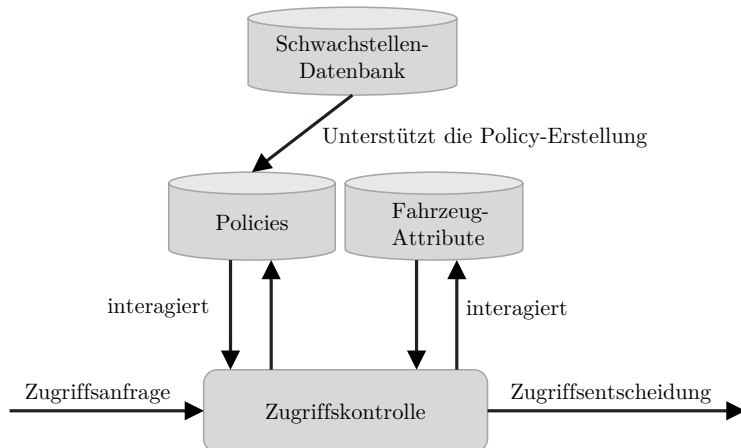 Schwachstellen-
Datenbank
Unterstützt die Policy-Erstellung
Policies
Fahrzeug-
Attribute
interagiert
interagiert
Zugriffsanfrage
Zugriffskontrolle
Zugriffsentscheidung